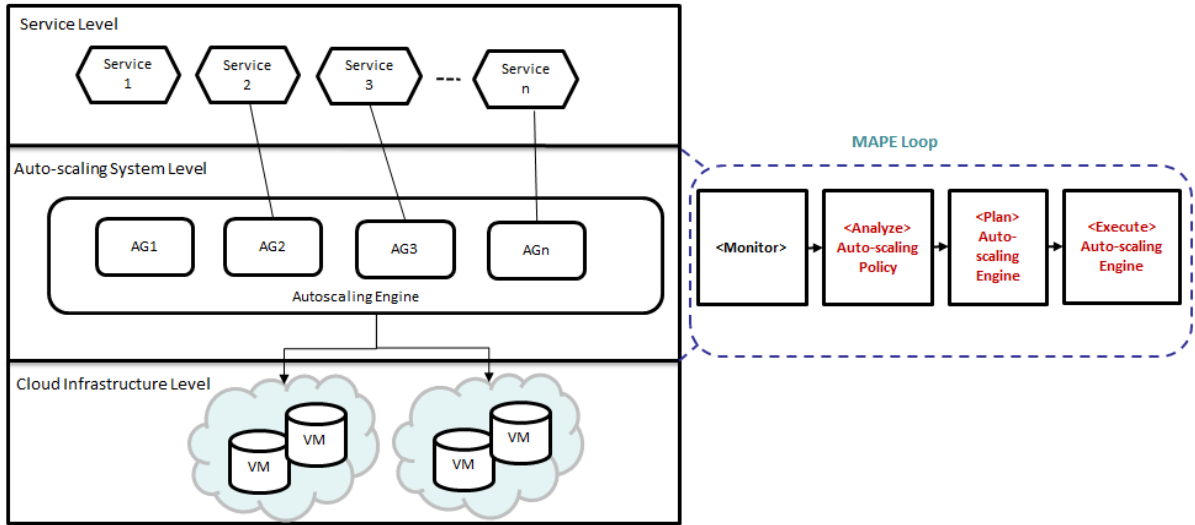 Service Level
Service
1
Service
2
Service
3
Service
n
Auto-scaling System Level
AG1
AG2
AG3
AGn
Autoscaling Engine
Cloud Infrastructure Level
VM
VM
VM
VM
MAPE Loop
<Monitor>
<Analyze>
Auto-scaling
Policy
<Plan>
Auto-
scaling
Engine
<Execute>
Auto-scaling
Engine